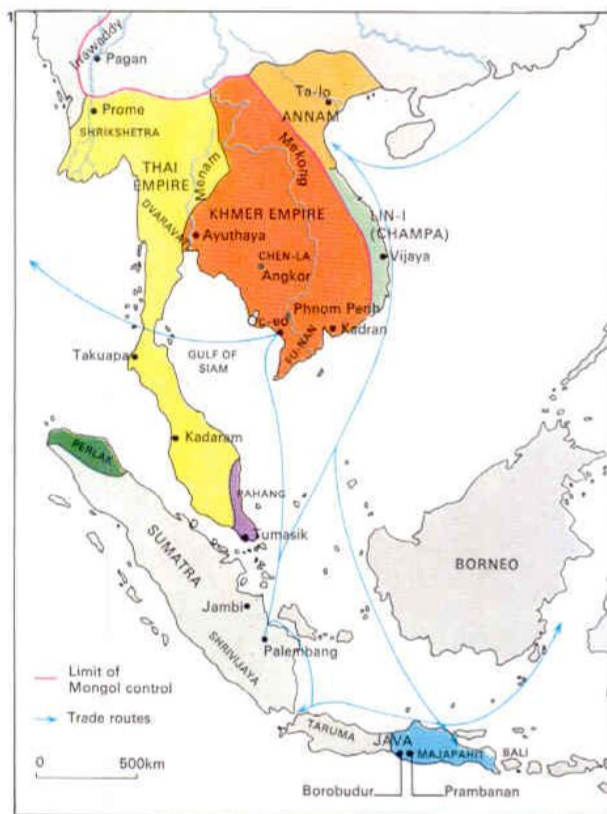 1
Irrawaddy
Pagan
Prome
SHRIKSHETRA
THAI
EMPIRE
Menam
DVARAVATI
Ta-lo
ANNAM
Mekong
KHMER EMPIRE
Ayuthaya
CHEN-LA
Angkor
LIN-I
(CHAMPA)
Vijaya
Phnom Penh
Oc-eo
Kadran
FU-NAN
Takuapa
GULF OF
SIAM
Kadaram
PERLAK
PAHANG
Tumasik
SUMATRA
BORNEO
Jambi
SHRIVIJAYA
Palembang
Limit of
Mongol control
Trade routes
0 500km
TARUMA
JAVA
MAJAPAHIT
BALI
Borobudur
Prambanan